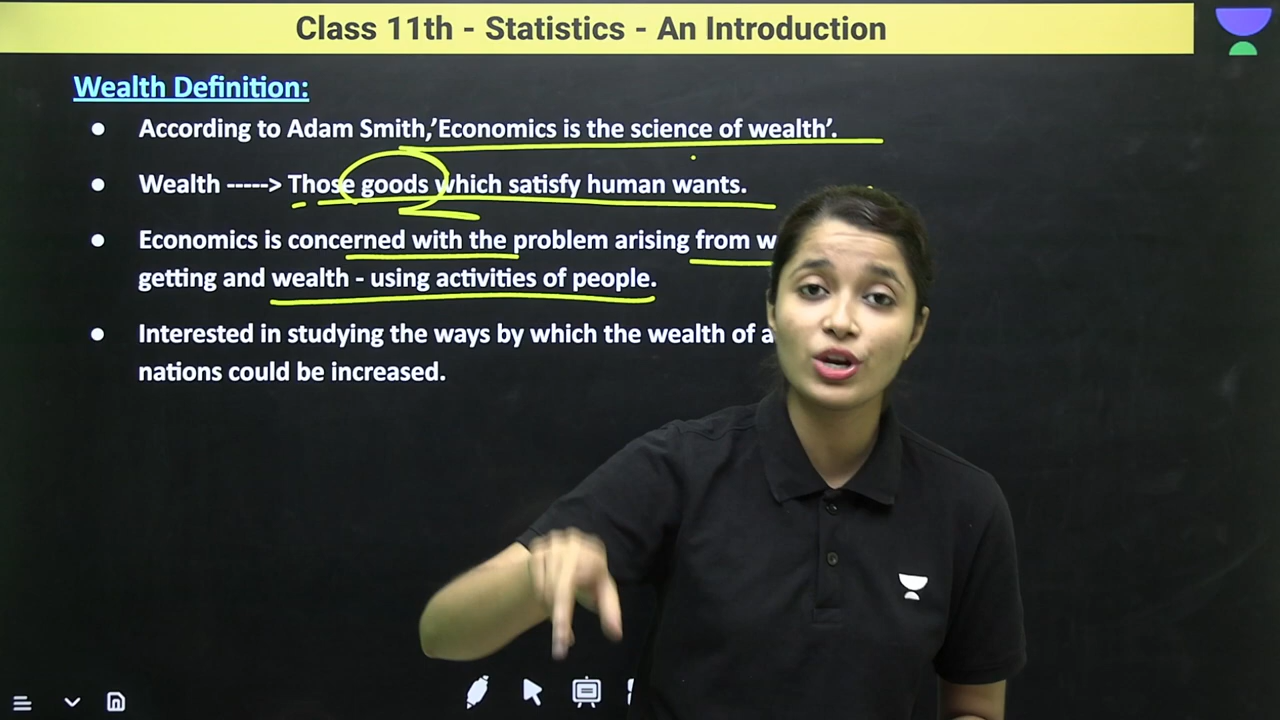 Class 11th - Statistics - An Introduction
Wealth Definition:
● According to Adam Smith,’Economics is the science of wealth’.
● Wealth -----> Those goods which satisfy human wants.
● Economics is concerned with the problem arising from w
getting and wealth - using activities of people.
● Interested in studying the ways by which the wealth of a
nations could be increased.